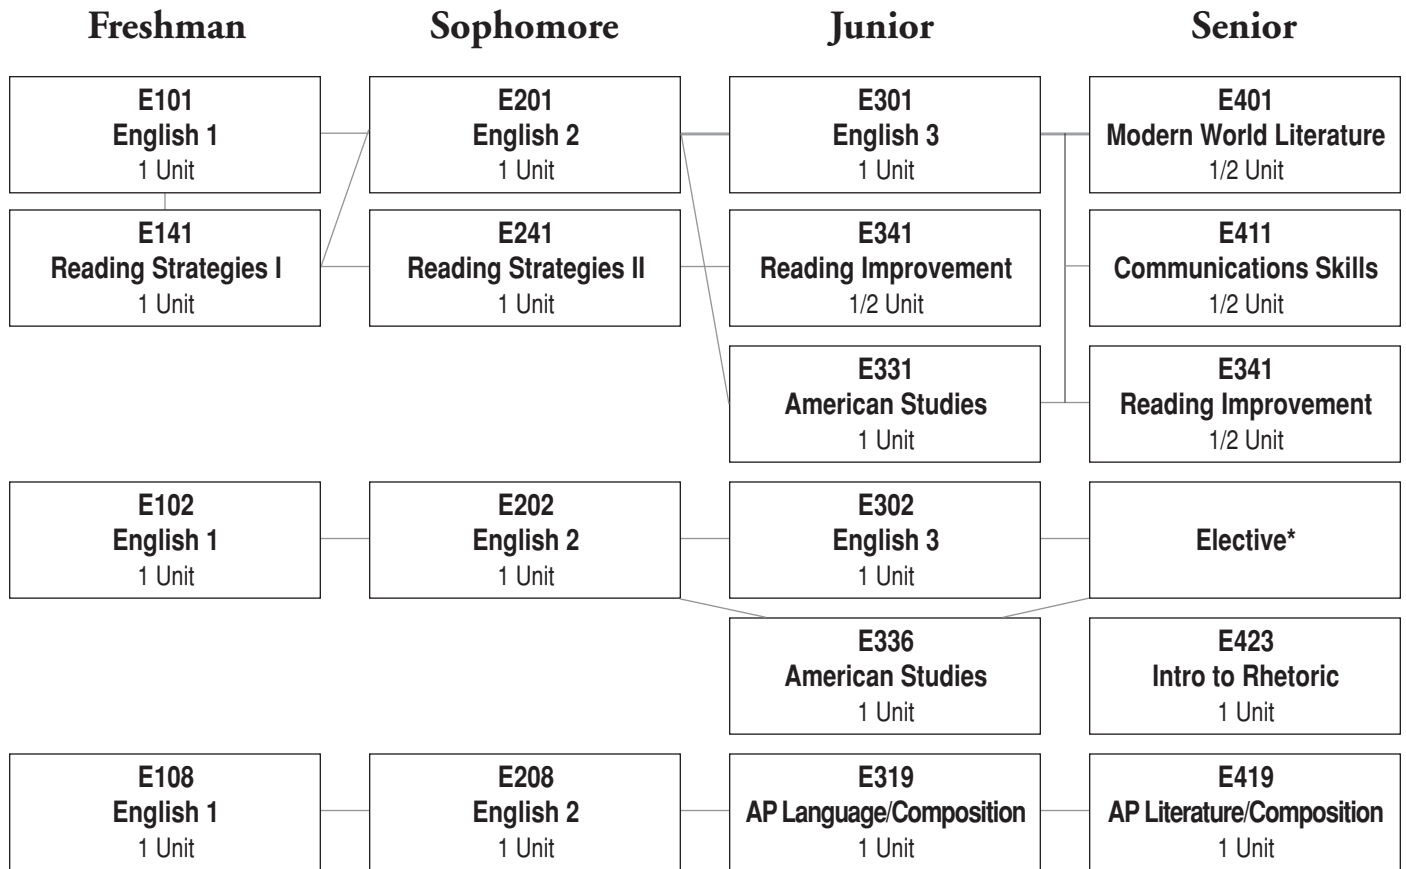 Freshman Sophomore Junior Senior
E101
English 1
1 Unit
E201
English 2
1 Unit
E301
English 3
1 Unit
E401
Modern World Literature
1/2 Unit
E141
Reading Strategies I
1 Unit
E241
Reading Strategies II
1 Unit
E341
Reading Improvement
1/2 Unit
E411
Communications Skills
1/2 Unit
E331
American Studies
1 Unit
E341
Reading Improvement
1/2 Unit
E102
English 1
1 Unit
E202
English 2
1 Unit
E302
English 3
1 Unit
Elective*
E336
American Studies
1 Unit
E423
Intro to Rhetoric
1 Unit
E108
English 1
1 Unit
E208
English 2
1 Unit
E319
AP Language/Composition
1 Unit
E419
AP Literature/Composition
1 Unit